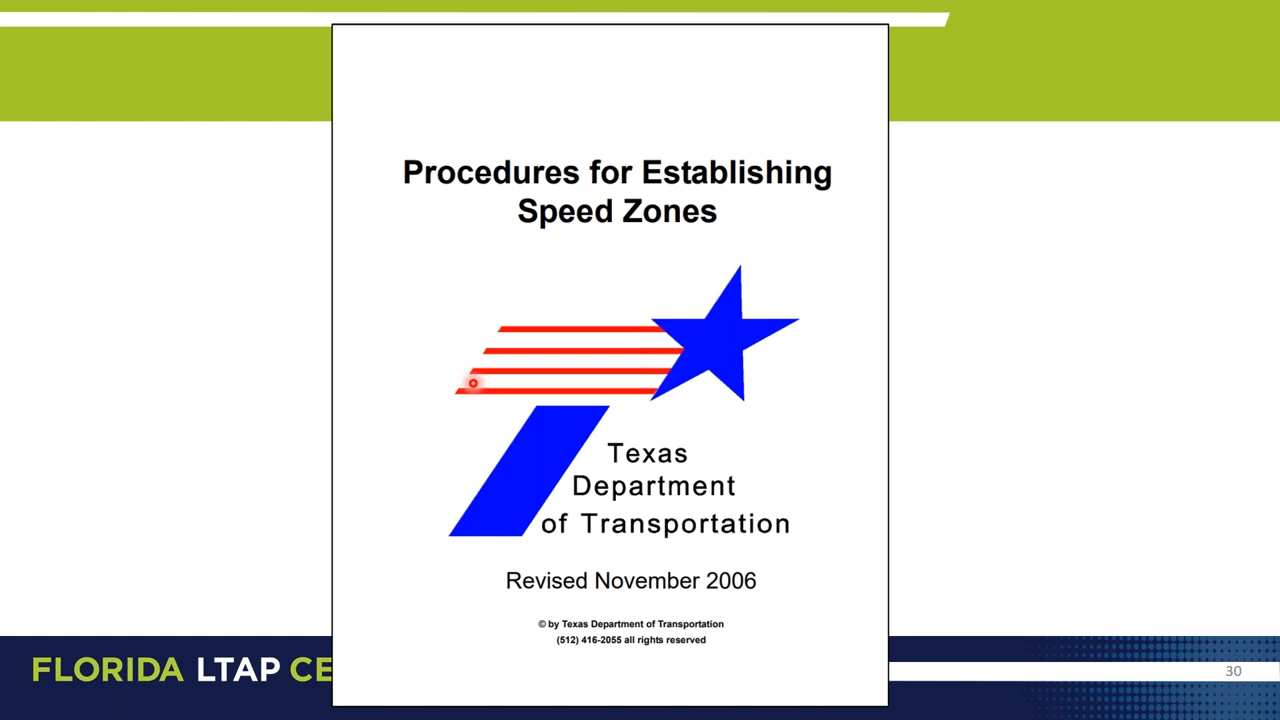 Procedures for Establishing
Speed Zones
Texas
Department
of Transportation
Revised November 2006
© by Texas Department of Transportation
(512) 416-2055 all rights reserved
FLORIDA LTAP CE
30